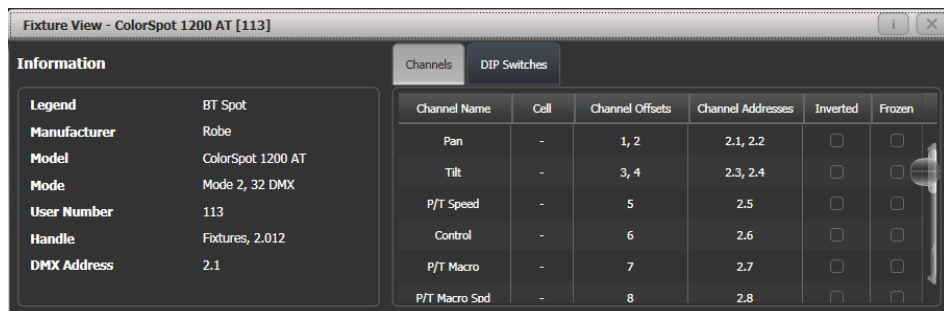 Fixture View - ColorSpot 1200 AT [113]
i
Information
Channels DIP Switches
Legend BT Spot
Manufacturer Robe
Model ColorSpot 1200 AT
Mode Mode 2, 32 DMX
User Number 113
Handle Fixtures, 2.012
DMX Address 2.1
Channel Name Cell Channel Offsets Channel Addresses Inverted Frozen
Pan - 1, 2 2.1, 2.2
Tilt - 3, 4 2.3, 2.4
P/T Speed - 5 2.5
Control - 6 2.6
P/T Macro - 7 2.7
P/T Macro Spd - 8 2.8